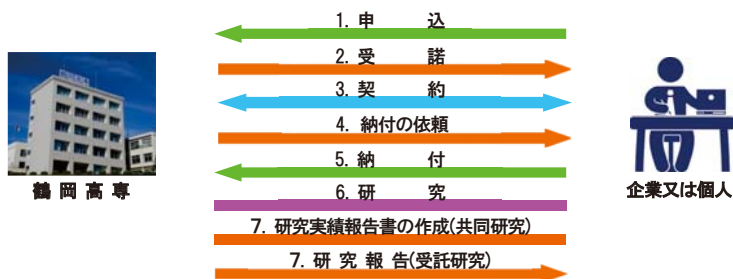 1. 申 込
2. 受 諾
3. 契 約
4. 納付の依頼
5. 納 付
6. 研 究
7. 研究実績報告書の作成(共同研究)
7. 研 究 報 告(受託研究)
鶴 岡 高 専
企業又は個人